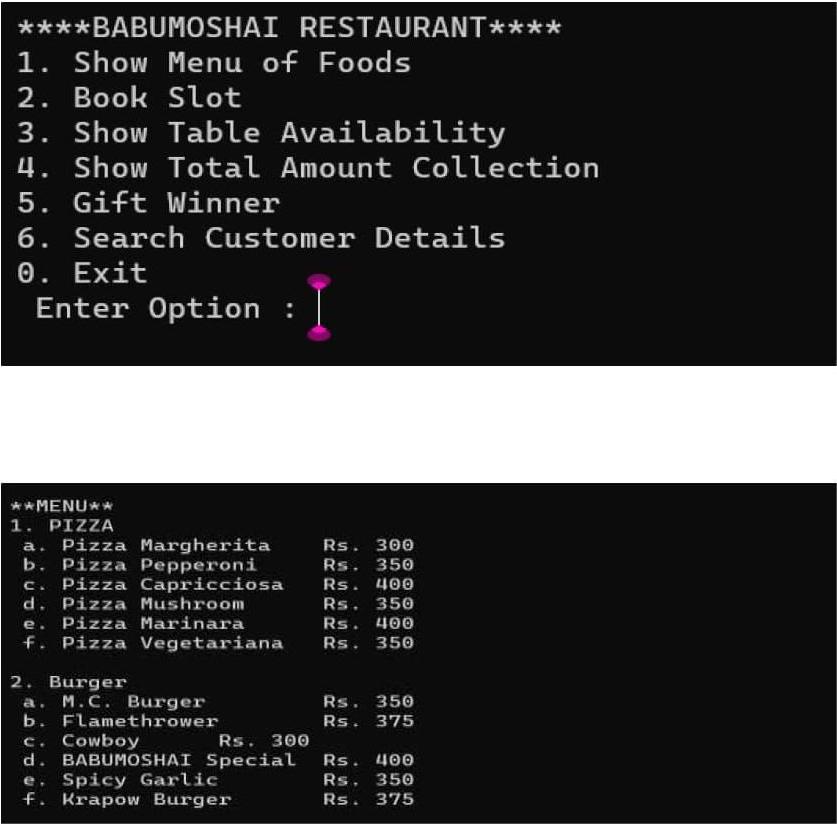 ****BABUMOSHAI RESTAURANT****
1. Show Menu of Foods
2. Book Slot
3. Show Table Availability
4. Show Total Amount Collection
5. Gift Winner
6. Search Customer Details
0. Exit
Enter Option :
**MENU**
1. PIZZA
a. Pizza Margherita Rs. 300
b. Pizza Pepperoni Rs. 350
c. Pizza Capricciosa Rs. 400
d. Pizza Mushroom Rs. 350
e. Pizza Marinara Rs. 400
f. Pizza Vegetariana Rs. 350
2. Burger
a. M.C. Burger Rs. 350
b. Flamethrower Rs. 375
c. Cowboy Rs. 300
d. BABUMOSHAI Special Rs. 400
e. Spicy Garlic Rs. 350
f. Krapow Burger Rs. 375